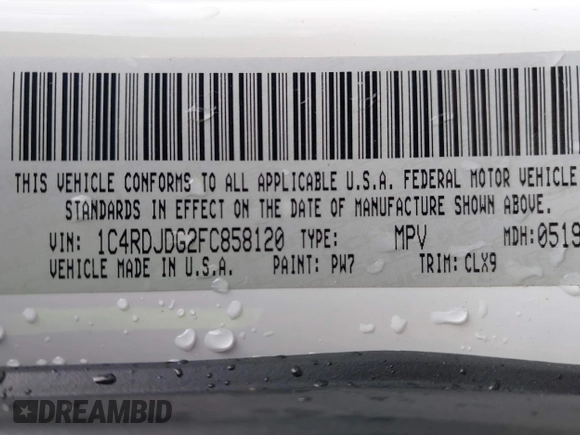 THIS VEHICLE CONFORMS TO ALL APPLICABLE U.S.A. FEDERAL MOTOR VEHICLE
STANDARDS IN EFFECT ON THE DATE OF MANUFACTURE SHOWN ABOVE.
VIN: 1C4RDJDG2FC858120 TYPE: MPV MDH:0519
VEHICLE MADE IN U.S.A. PAINT: PW7 TRIM: CLX9
DREAMBID